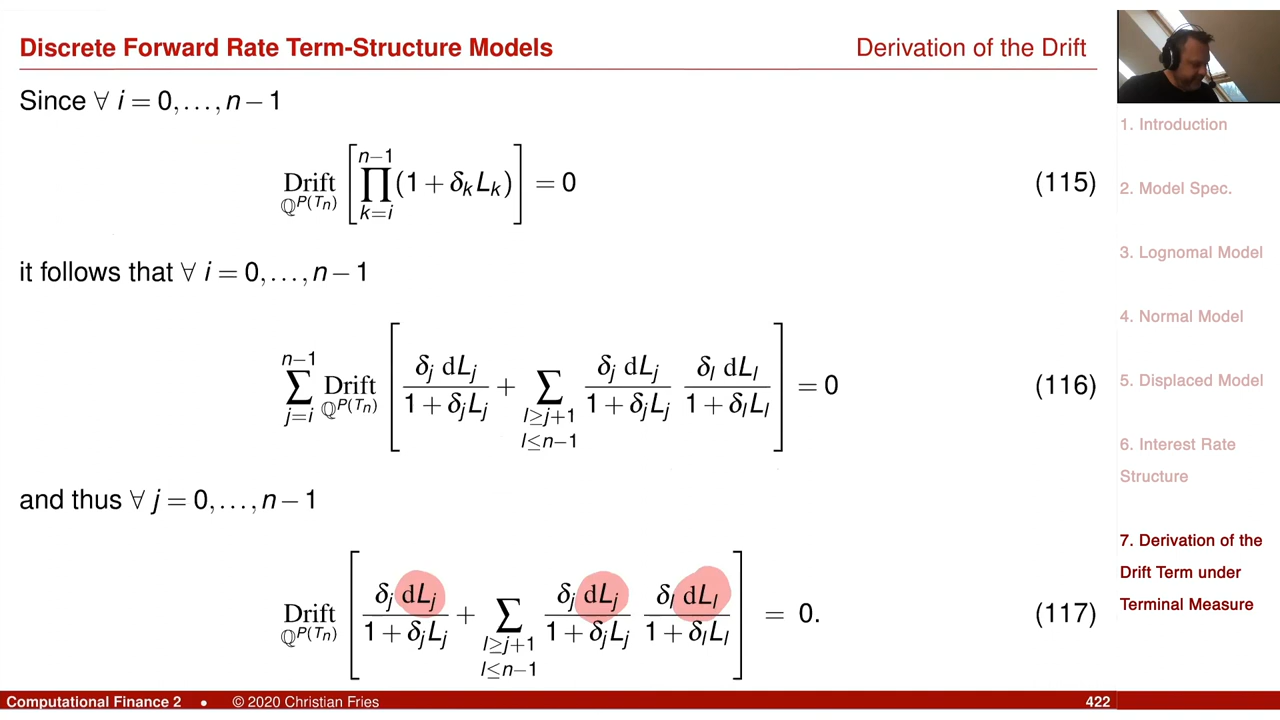 Discrete Forward Rate Term-Structure Models
Derivation of the Drift
Since ∀ i = 0,…,n−1
Drift_{ℚ^{P(T_n)}} [ ∏_{k=i}^{n−1} (1 + δ_k L_k) ] = 0 (115)
it follows that ∀ i = 0,…,n−1
∑_{j=i}^{n−1} Drift_{ℚ^{P(T_n)}} [ (δ_j dL_j)/(1 + δ_j L_j) + ∑_{l≥j+1, l≤n−1} (δ_j dL_j)/(1 + δ_j L_j) (δ_l dL_l)/(1 + δ_l L_l) ] = 0 (116)
and thus ∀ j = 0,…,n−1
Drift_{ℚ^{P(T_n)}} [ (δ_j dL_j)/(1 + δ_j L_j) + ∑_{l≥j+1, l≤n−1} (δ_j dL_j)/(1 + δ_j L_j) (δ_l dL_l)/(1 + δ_l L_l) ] = 0. (117)
1. Introduction
2. Model Spec.
3. Lognomal Model
4. Normal Model
5. Displaced Model
6. Interest Rate
Structure
7. Derivation of the
Drift Term under
Terminal Measure
Computational Finance 2 • © 2020 Christian Fries 422